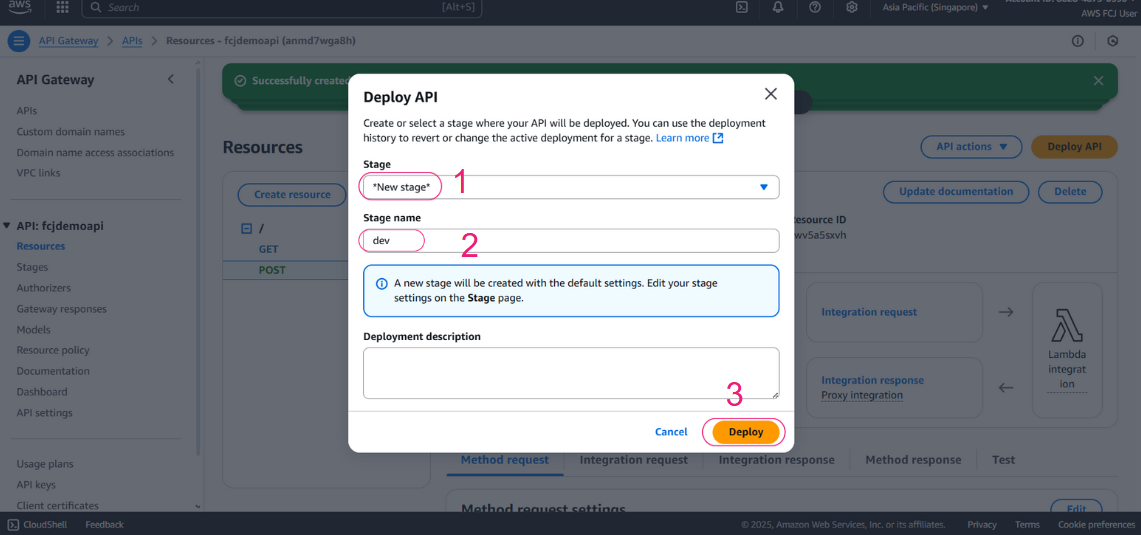 aws
Search
[Alt+S]
Asia Pacific (Singapore)
AWS FCJ User
API Gateway
APIs
Resources - fcjdemoapi (anmd7wga8h)
API Gateway
APIs
Custom domain names
Domain name access associations
VPC links
API: fcjdemoapi
Resources
Stages
Authorizers
Gateway responses
Models
Resource policy
Documentation
Dashboard
API settings
Usage plans
API keys
Client certificates
Successfully created
Resources
API actions
Deploy API
Create resource
Update documentation
Delete
/
GET
POST
Resource ID
wv5a5sxvh
Integration request
Integration response
Proxy integration
Lambda
integrat
ion
Deploy API
Create or select a stage where your API will be deployed. You can use the deployment
history to revert or change the active deployment for a stage. Learn more
Stage
*New stage*
1
Stage name
dev
2
A new stage will be created with the default settings. Edit your stage
settings on the Stage page.
Deployment description
3
Cancel
Deploy
Method request
Integration request
Integration response
Method response
Test
Method request settings
Edit
CloudShell
Feedback
© 2025, Amazon Web Services, Inc. or its affiliates.
Privacy
Terms
Cookie preferences